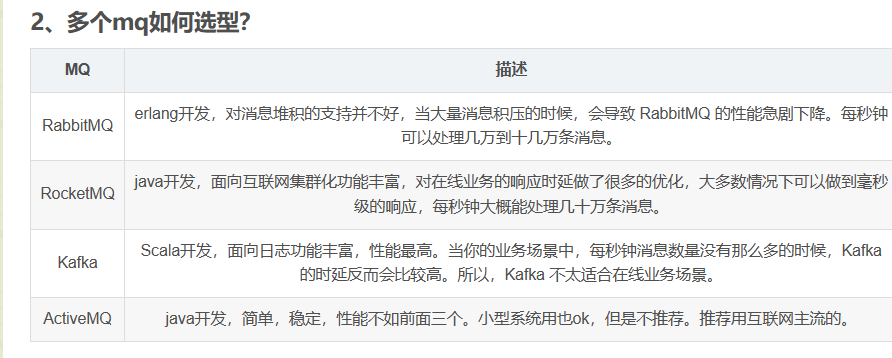 2、多个mq如何选型？
MQ 描述
erlang开发，对消息堆积的支持并不好，当大量消息积压的时候，会导致 RabbitMQ 的性能急剧下降。每秒钟
RabbitMQ
可以处理几万到十几万条消息。
java开发，面向互联网集群化功能丰富，对在线业务的响应时延做了很多的优化，大多数情况下可以做到毫秒
RocketMQ
级的响应，每秒钟大概能处理几十万条消息。
Scala开发，面向日志功能丰富，性能最高。当你的业务场景中，每秒钟消息数量没有那么多的时候，Kafka
Kafka
的时延反而会比较高。所以，Kafka 不太适合在线业务场景。
ActiveMQ java开发，简单，稳定，性能不如前面三个。小型系统用也ok，但是不推荐。推荐用互联网主流的。